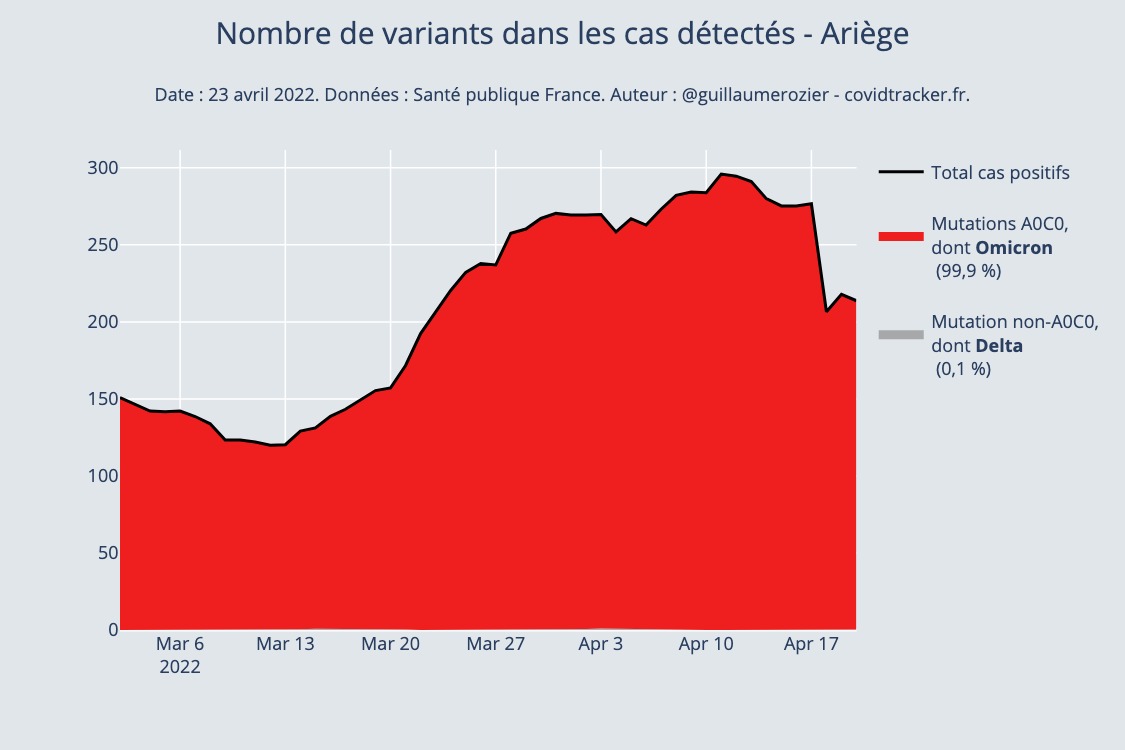 Nombre de variants dans les cas détectés - Ariège
Date : 23 avril 2022. Données : Santé publique France. Auteur : @guillaumerozier - covidtracker.fr.
300
250
200
150
100
50
0
Mar 6
2022
Mar 13
Mar 20
Mar 27
Apr 3
Apr 10
Apr 17
Total cas positifs
Mutations A0C0,
dont Omicron
(99,9 %)
Mutation non-A0C0,
dont Delta
(0,1 %)